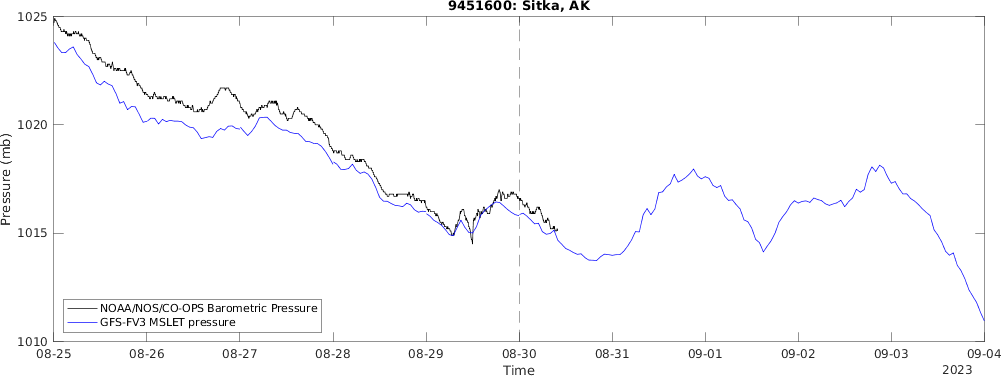 9451600: Sitka, AK
Pressure (mb)
1025
1020
1015
1010
NOAA/NOS/CO-OPS Barometric Pressure
GFS-FV3 MSLET pressure
08-25 08-26 08-27 08-28 08-29 08-30 08-31 09-01 09-02 09-03 09-04
Time
2023